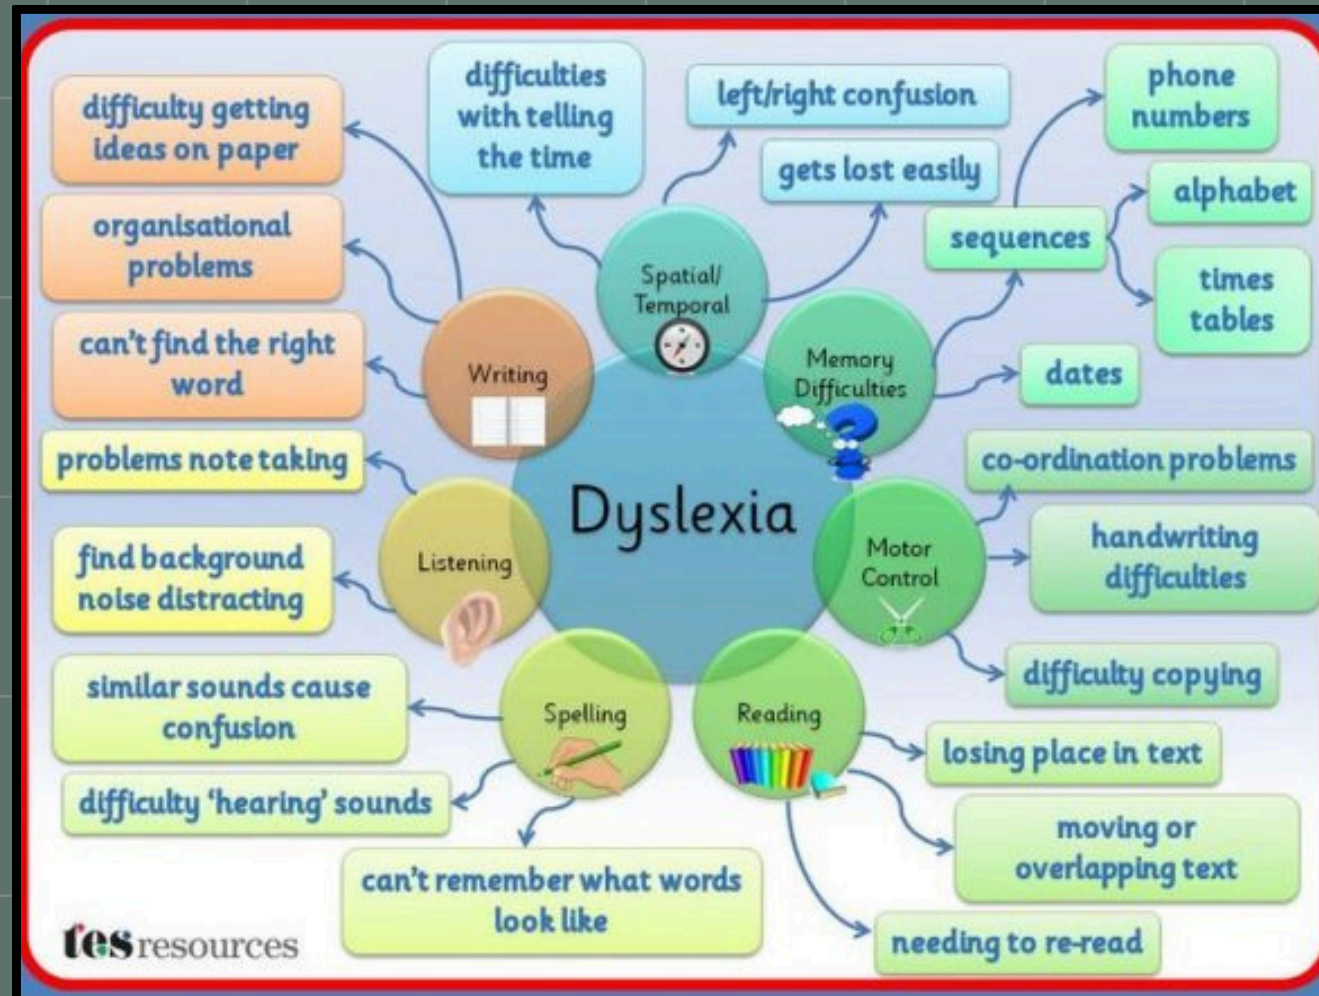 Dyslexia
Spatial/
Temporal
difficulties
with telling
the time
left/right confusion
gets lost easily
Memory
Difficulties
sequences
phone
numbers
alphabet
times
tables
dates
Motor
Control
co-ordination problems
handwriting
difficulties
difficulty copying
Reading
losing place in text
moving or
overlapping text
needing to re-read
Spelling
similar sounds cause
confusion
difficulty ‘hearing’ sounds
can't remember what words
look like
Listening
problems note taking
find background
noise distracting
Writing
difficulty getting
ideas on paper
organisational
problems
can't find the right
word
tes resources